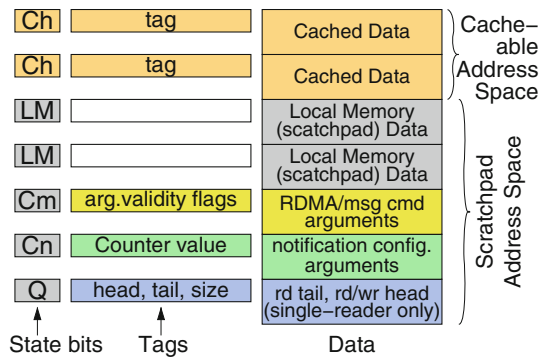 Ch tag Cached Data
Ch tag Cached Data
Cache-
able
Address
Space
LM Local Memory
(scatchpad) Data
LM Local Memory
(scatchpad) Data
Cm arg.validity flags RDMA/msg cmd
arguments
Cn Counter value notification config.
arguments
Q head, tail, size rd tail, rd/wr head
(single-reader only)
Scratchpad
Address Space
State bits Tags Data